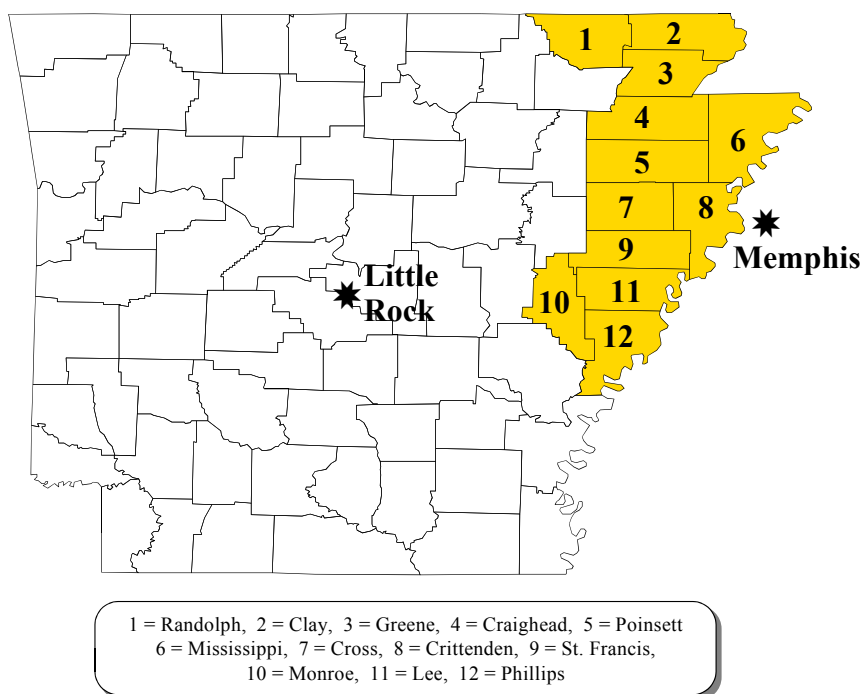 1
2
3
4
6
5
7
8
9
Memphis
Little
Rock
10
11
12
1 = Randolph, 2 = Clay, 3 = Greene, 4 = Craighead, 5 = Poinsett
6 = Mississippi, 7 = Cross, 8 = Crittenden, 9 = St. Francis,
10 = Monroe, 11 = Lee, 12 = Phillips